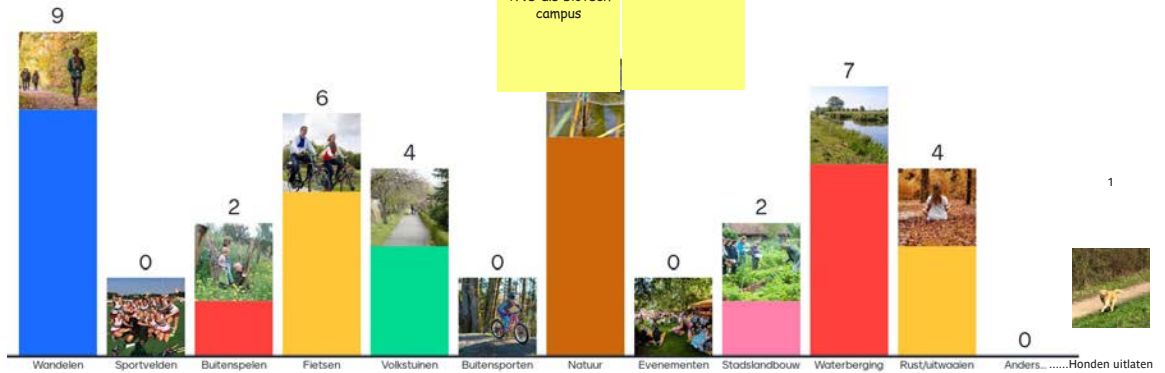 campus
9
0
2
6
4
0
0
2
7
4
0
1
Wandelen
Sportvelden
Buitenspelen
Fietsen
Volkstuinen
Buitensporten
Natuur
Evenementen
Stadslandbouw
Waterberging
Rust/uitwaaien
Anders... ......Honden uitlaten